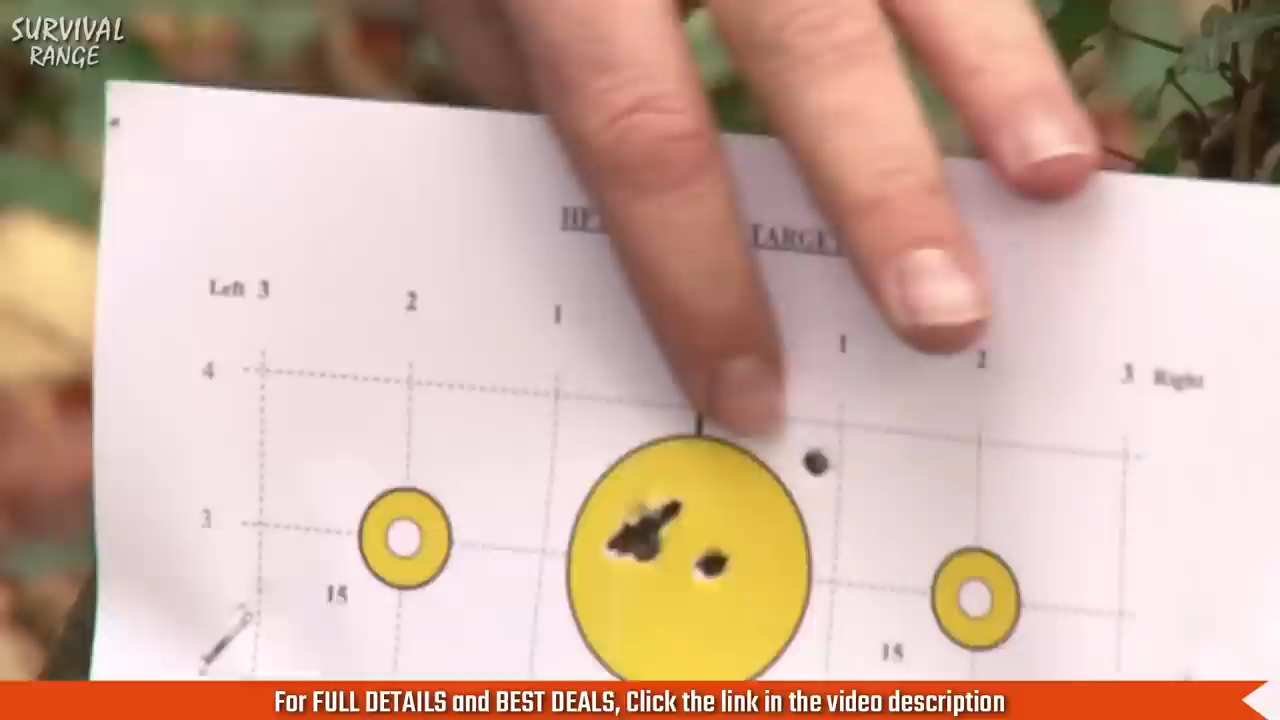 SURVIVAL
RANGE
TARGET
Left 3 2 1 1 2 3 Right
4
3
15
15
For FULL DETAILS and BEST DEALS, Click the link in the video description